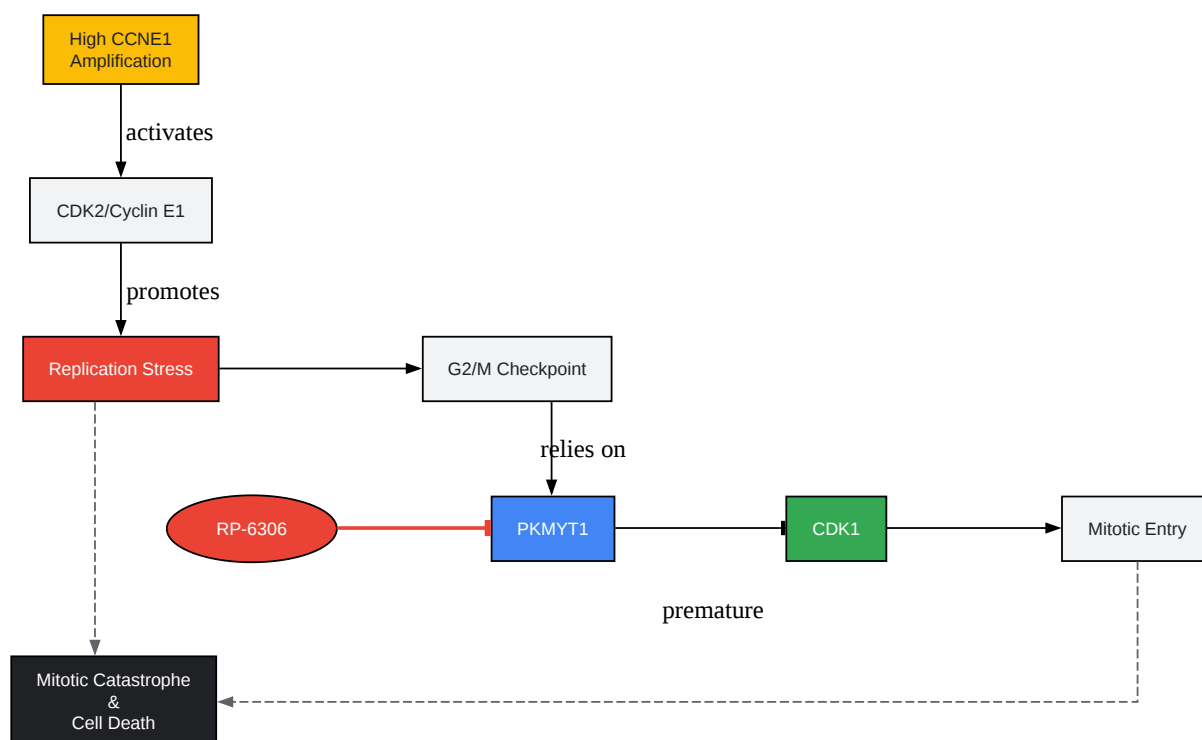 High CCNE1
Amplification
activates
CDK2/Cyclin E1
promotes
Replication Stress
G2/M Checkpoint
relies on
RP-6306
PKMYT1
CDK1
Mitotic Entry
premature
Mitotic Catastrophe
&
Cell Death